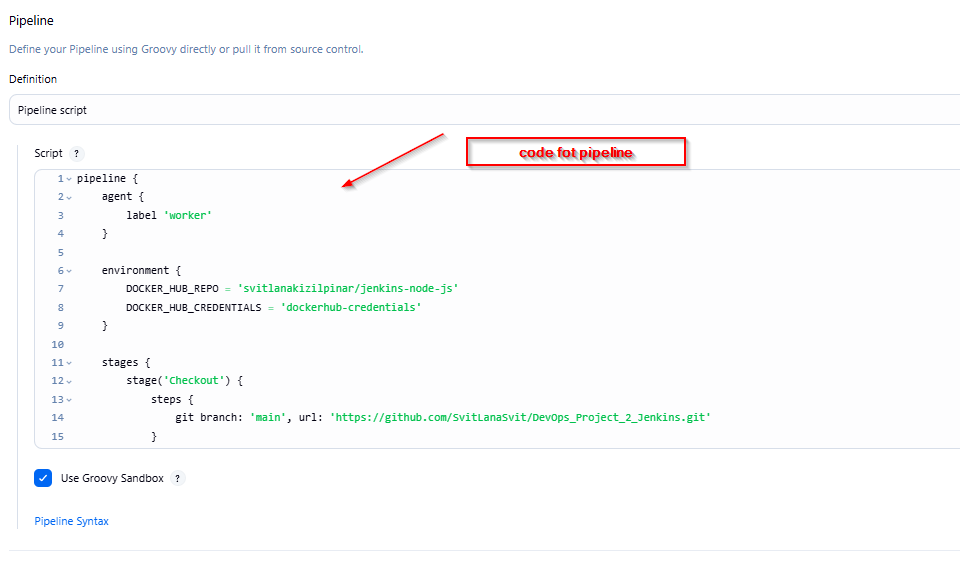 Pipeline
Define your Pipeline using Groovy directly or pull it from source control.
Definition
Pipeline script
Script ?
code fot pipeline
1 pipeline {
2 agent {
3 label 'worker'
4 }
5
6 environment {
7 DOCKER_HUB_REPO = 'svitlanakizilpinar/jenkins-node-js'
8 DOCKER_HUB_CREDENTIALS = 'dockerhub-credentials'
9 }
10
11 stages {
12 stage('Checkout') {
13 steps {
14 git branch: 'main', url: 'https://github.com/SvitLanaSvit/DevOps_Project_2_Jenkins.git'
15 }
Use Groovy Sandbox ?
Pipeline Syntax